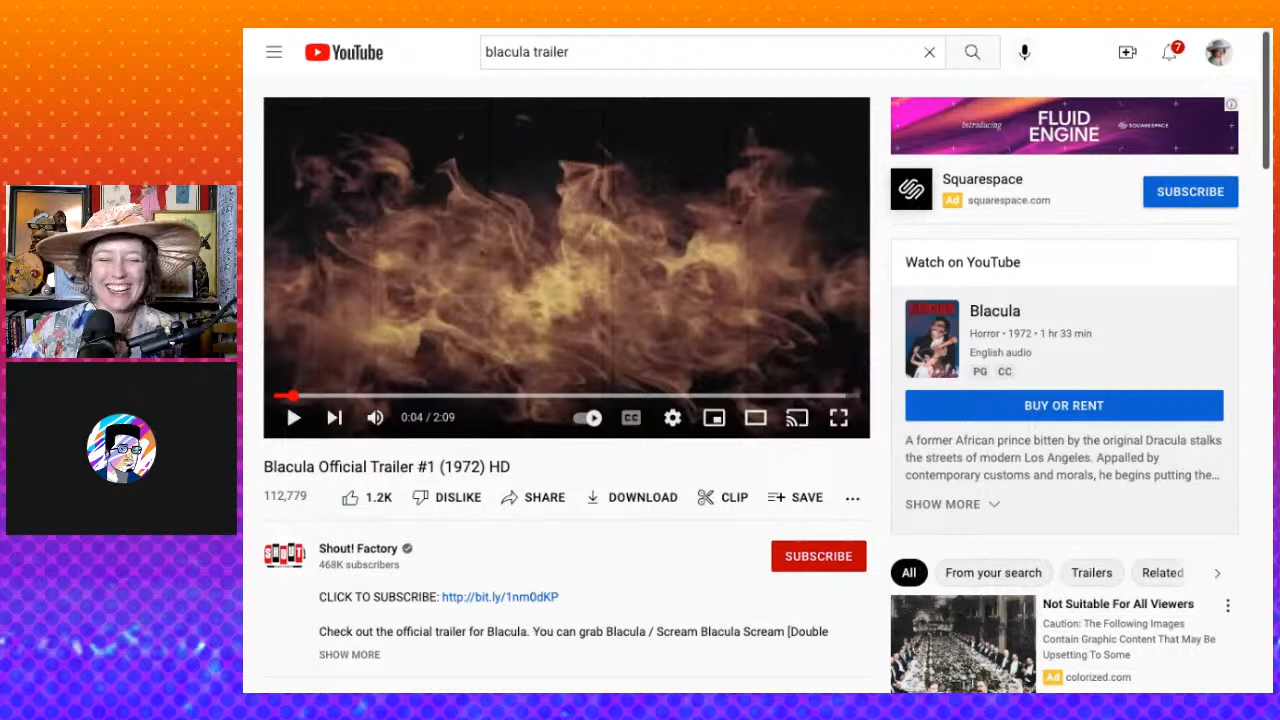 YouTube
blacula trailer
7
Introducing
FLUID
ENGINE
SQUARESPACE
Squarespace
Ad squarespace.com
SUBSCRIBE
Watch on YouTube
Blacula
Horror • 1972 • 1 hr 33 min
English audio
PG CC
BUY OR RENT
A former African prince bitten by the original Dracula stalks
the streets of modern Los Angeles. Appalled by
contemporary customs and morals, he begins putting the...
SHOW MORE
0:04 / 2:09
CC
Blacula Official Trailer #1 (1972) HD
112,779
1.2K
DISLIKE
SHARE
DOWNLOAD
CLIP
SAVE
SHOUT!
Shout! Factory
468K subscribers
SUBSCRIBE
CLICK TO SUBSCRIBE: http://bit.ly/1nm0dKP
Check out the official trailer for Blacula. You can grab Blacula / Scream Blacula Scream [Double
SHOW MORE
All
From your search
Trailers
Related
Not Suitable For All Viewers
Caution: The Following Images
Contain Graphic Content That May Be
Upsetting To Some
Ad colorized.com